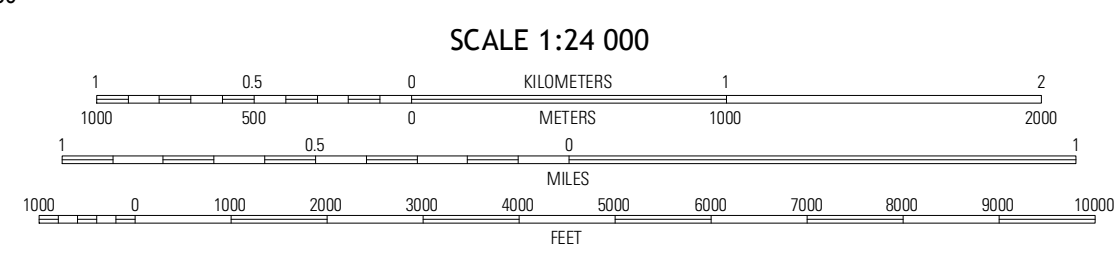 SCALE 1:24 000
1 0.5 0 KILOMETERS 1 2
1000 500 0 METERS 1000 2000
1 0.5 0 1
MILES
1000 0 1000 2000 3000 4000 5000 6000 7000 8000 9000 10000
FEET